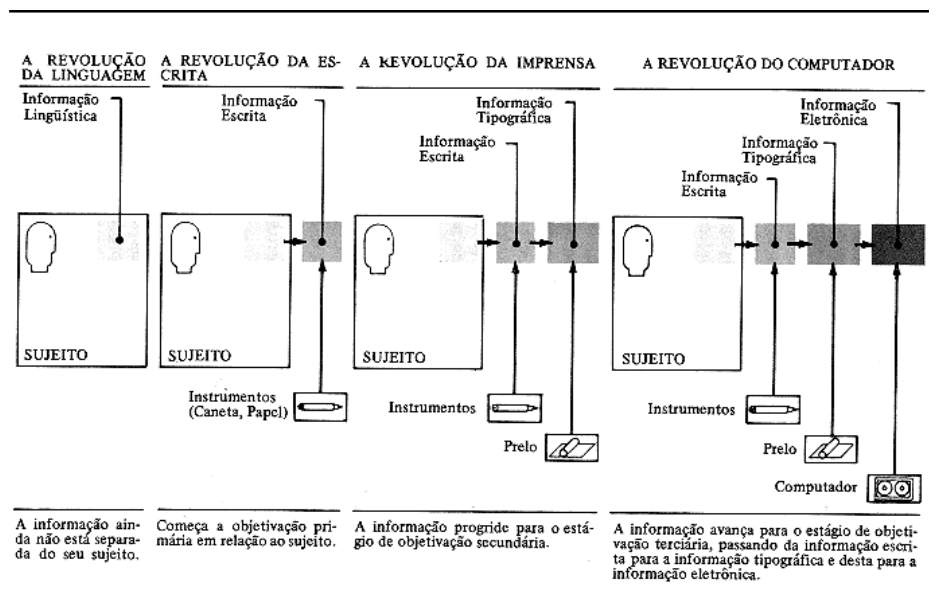 A REVOLUÇÃO
DA LINGUAGEM
Informação
Lingüística
SUJEITO
A informação ain-
da não está separa-
da do seu sujeito.
A REVOLUÇÃO DA ES-
CRITA
Informação
Escrita
SUJEITO
Instrumentos
(Caneta, Papel)
Começa a objetivação pri-
mária em relação ao sujeito.
A REVOLUÇÃO DA IMPRENSA
Informação
Tipográfica
Informação
Escrita
SUJEITO
Instrumentos
Prelo
A informação progride para o está-
gio de objetivação secundária.
A REVOLUÇÃO DO COMPUTADOR
Informação
Eletrônica
Informação
Tipográfica
Informação
Escrita
SUJEITO
Instrumentos
Prelo
Computador
A informação avança para o estágio de objeti-
vação terciária, passando da informação escri-
ta para a informação tipográfica e desta para a
informação eletrônica.